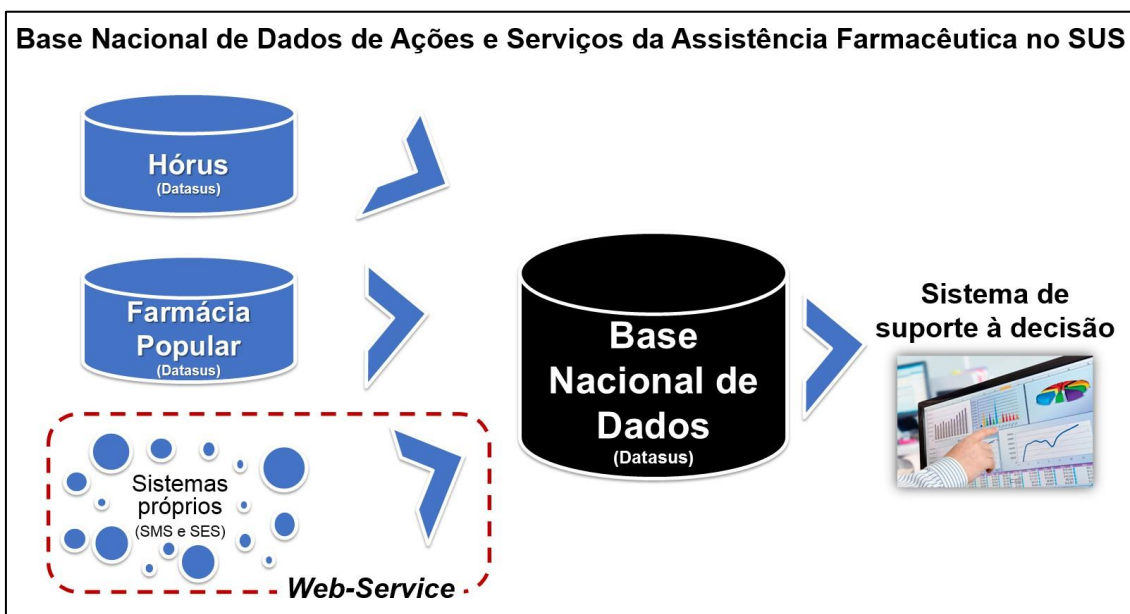 Base Nacional de Dados de Ações e Serviços da Assistência Farmacêutica no SUS
Hórus
(Datasus)
Farmácia
Popular
(Datasus)
Sistemas
próprios
(SMS e SES)
Web-Service
Base
Nacional de
Dados
(Datasus)
Sistema de
suporte à decisão